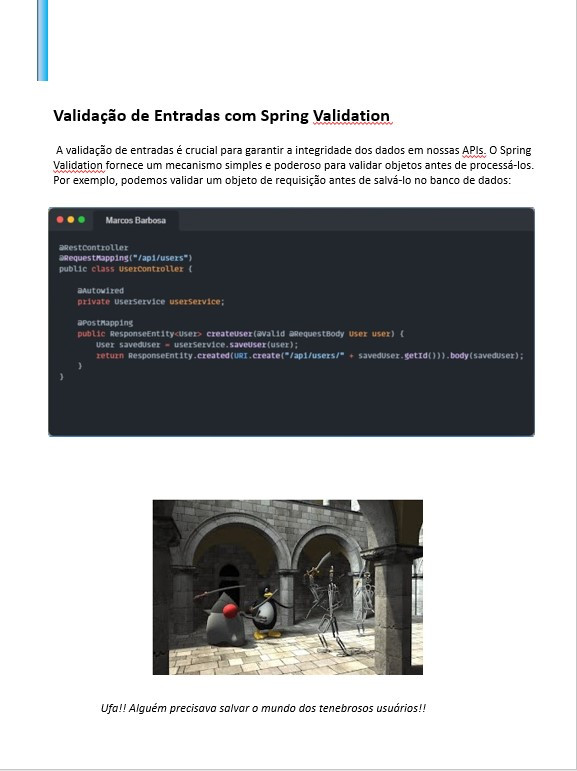 Validação de Entradas com Spring Validation
A validação de entradas é crucial para garantir a integridade dos dados em nossas APIs. O Spring
Validation fornece um mecanismo simples e poderoso para validar objetos antes de processá-los.
Por exemplo, podemos validar um objeto de requisição antes de salvá-lo no banco de dados:
Marcos Barbosa
@RestController
@RequestMapping("/api/users")
public class UserController {
@Autowired
private UserService userService;
@PostMapping
public ResponseEntity<User> createUser(@Valid @RequestBody User user) {
User savedUser = userService.saveUser(user);
return ResponseEntity.created(URI.create("/api/users/" + savedUser.getId())).body(savedUser);
}
}
Ufa!! Alguém precisava salvar o mundo dos tenebrosos usuários!!